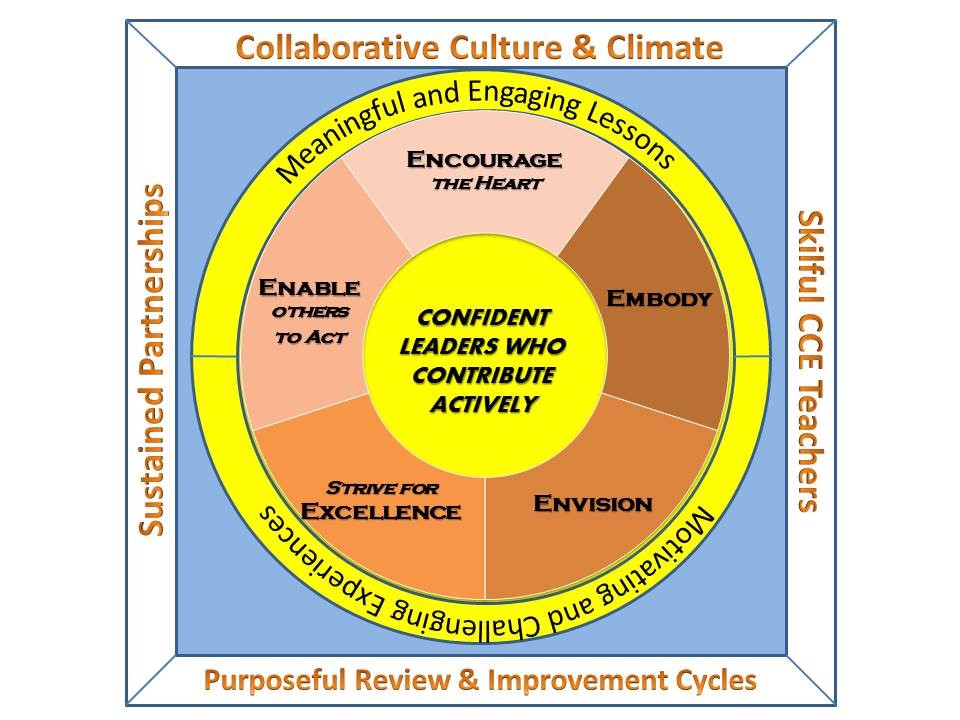 Collaborative Culture & Climate
Meaningful and Engaging Lessons
ENCOURAGE
THE HEART
ENABLE
OTHERS
TO ACT
EMBODY
CONFIDENT
LEADERS WHO
CONTRIBUTE
ACTIVELY
STRIVE FOR
EXCELLENCE
ENVISION
Motivating and Challenging Experiences
Sustained Partnerships
Skilful CCE Teachers
Purposeful Review & Improvement Cycles